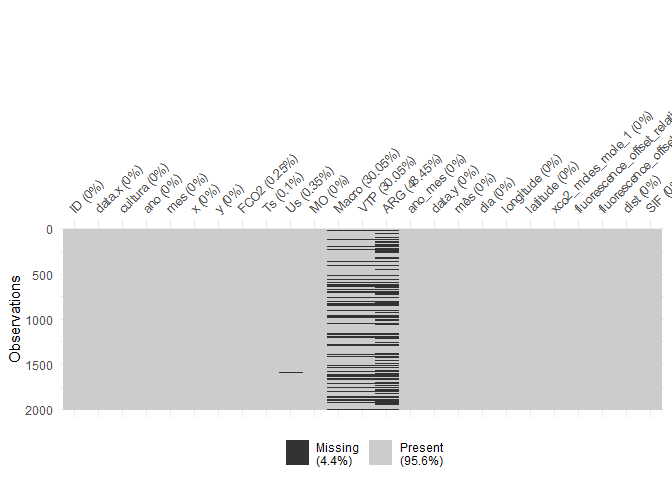 ID (0%)
data.x (0%)
cultura (0%)
ano (0%)
mes (0%)
x (0%)
y (0%)
FCO2 (0.25%)
Ts (0.1%)
Us (0.35%)
MO (0%)
Macro (30.05%)
VTP (30.05%)
ARG (48.45%)
ano_mes (0%)
data.y (0%)
mês (0%)
dia (0%)
longitude (0%)
latitude (0%)
xco2_moles_mole_1 (0%)
fluorescence_offset_relati
fluorescence_offset
dist (0%)
SIF (0
Observations
0
500
1000
1500
2000
Missing
(4.4%)
Present
(95.6%)